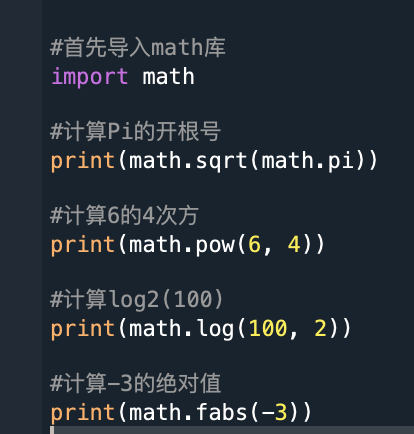 #首先导入math库
import math
#计算Pi的开根号
print(math.sqrt(math.pi))
#计算6的4次方
print(math.pow(6, 4))
#计算log2(100)
print(math.log(100, 2))
#计算-3的绝对值
print(math.fabs(-3))